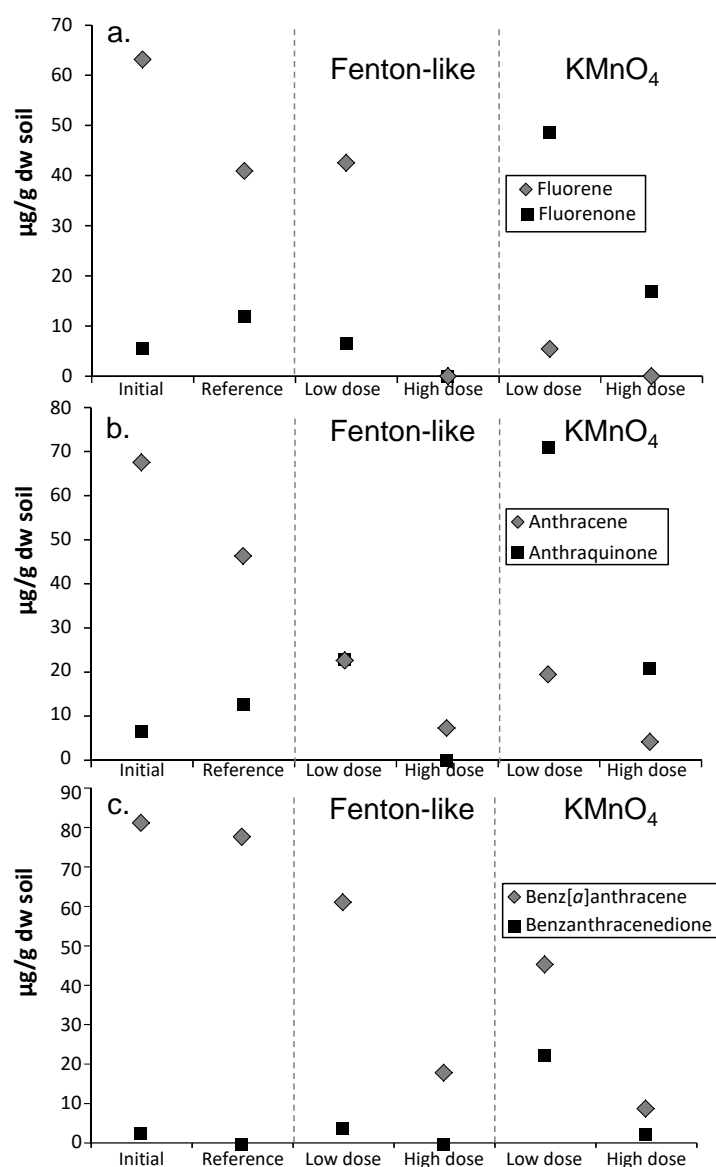 a.
Fenton-like
KMnO4
µg/g dw soil
70
60
50
40
30
20
10
0
Fluorene
Fluorenone
Initial Reference Low dose High dose Low dose High dose
b.
Fenton-like
KMnO4
µg/g dw soil
80
70
60
50
40
30
20
10
0
Anthracene
Anthraquinone
Initial Reference Low dose High dose Low dose High dose
c.
Fenton-like
KMnO4
µg/g dw soil
90
80
70
60
50
40
30
20
10
0
Benz[a]anthracene
Benzanthracenedione
Initial Reference Low dose High dose Low dose High dose